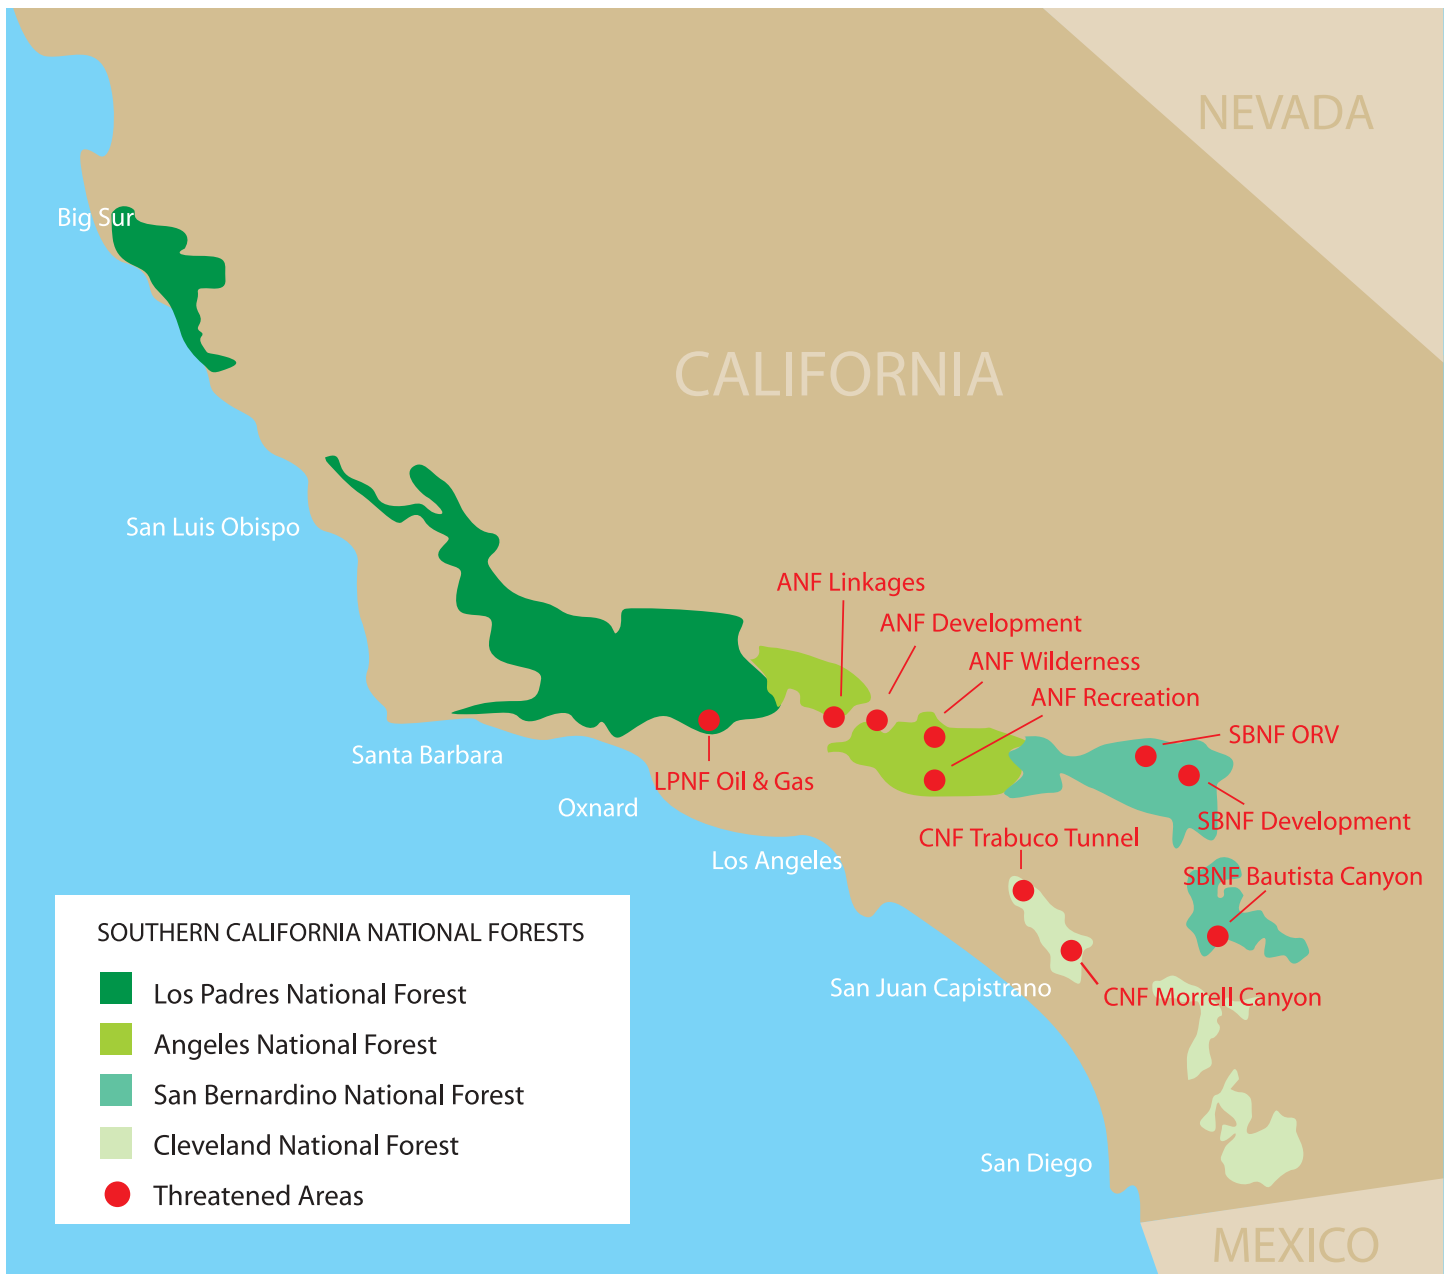 NEVADA
Big Sur
CALIFORNIA
San Luis Obispo
ANF Linkages
ANF Development
ANF Wilderness
ANF Recreation
SBNF ORV
Santa Barbara
LPNF Oil & Gas
Oxnard
SBNF Development
CNF Trabuco Tunnel
Los Angeles
SBNF Bautista Canyon
San Juan Capistrano
CNF Morrell Canyon
San Diego
MEXICO
SOUTHERN CALIFORNIA NATIONAL FORESTS
Los Padres National Forest
Angeles National Forest
San Bernardino National Forest
Cleveland National Forest
Threatened Areas